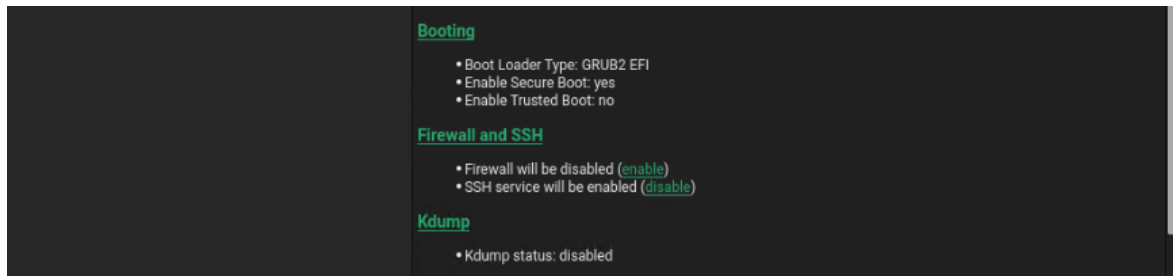 Booting
• Boot Loader Type: GRUB2 EFI
• Enable Secure Boot: yes
• Enable Trusted Boot: no
Firewall and SSH
• Firewall will be disabled (enable)
• SSH service will be enabled (disable)
Kdump
• Kdump status: disabled